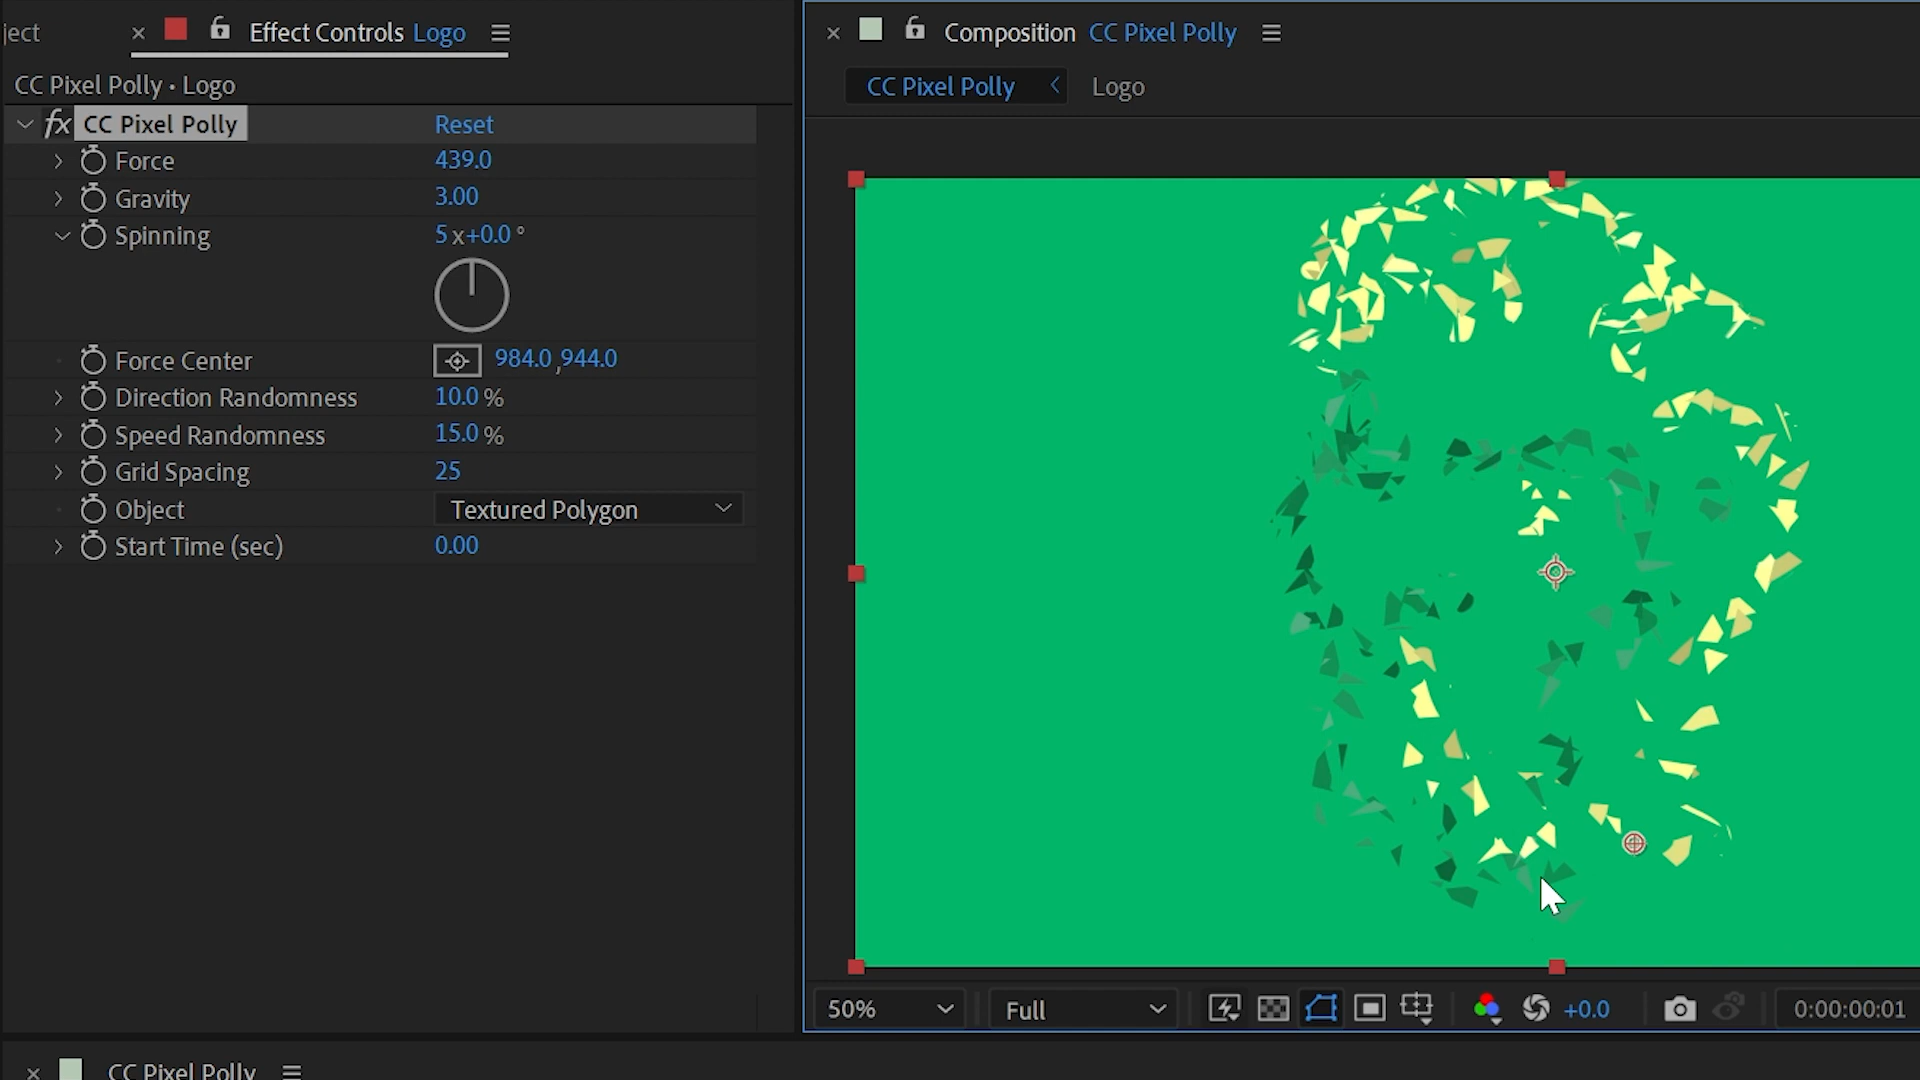 ject
Effect Controls Logo
CC Pixel Polly • Logo
fx CC Pixel Polly Reset
Force 439.0
Gravity 3.00
Spinning 5x+0.0°
Force Center 984.0,944.0
Direction Randomness 10.0 %
Speed Randomness 15.0 %
Grid Spacing 25
Object Textured Polygon
Start Time (sec) 0.00
Composition CC Pixel Polly
CC Pixel Polly Logo
50% Full +0.0 0:00:00:01
CC Pixel Polly